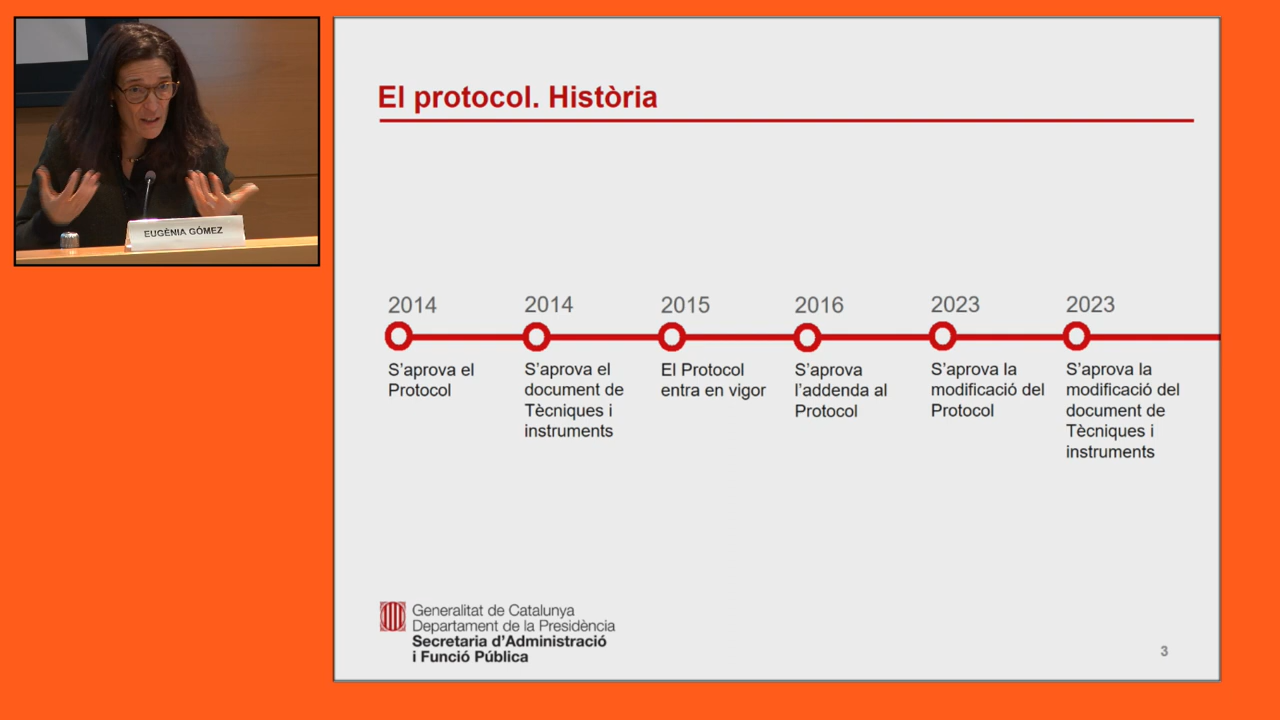 EUGÈNIA GÓMEZ
El protocol. Història
2014
S'aprova el
Protocol
2014
S'aprova el
document de
Tècniques i
instruments
2015
El Protocol
entra en vigor
2016
S'aprova
l'addenda al
Protocol
2023
S'aprova la
modificació del
Protocol
2023
S'aprova la
modificació del
document de
Tècniques i
instruments
Generalitat de Catalunya
Departament de la Presidència
Secretaria d'Administració
i Funció Pública
3